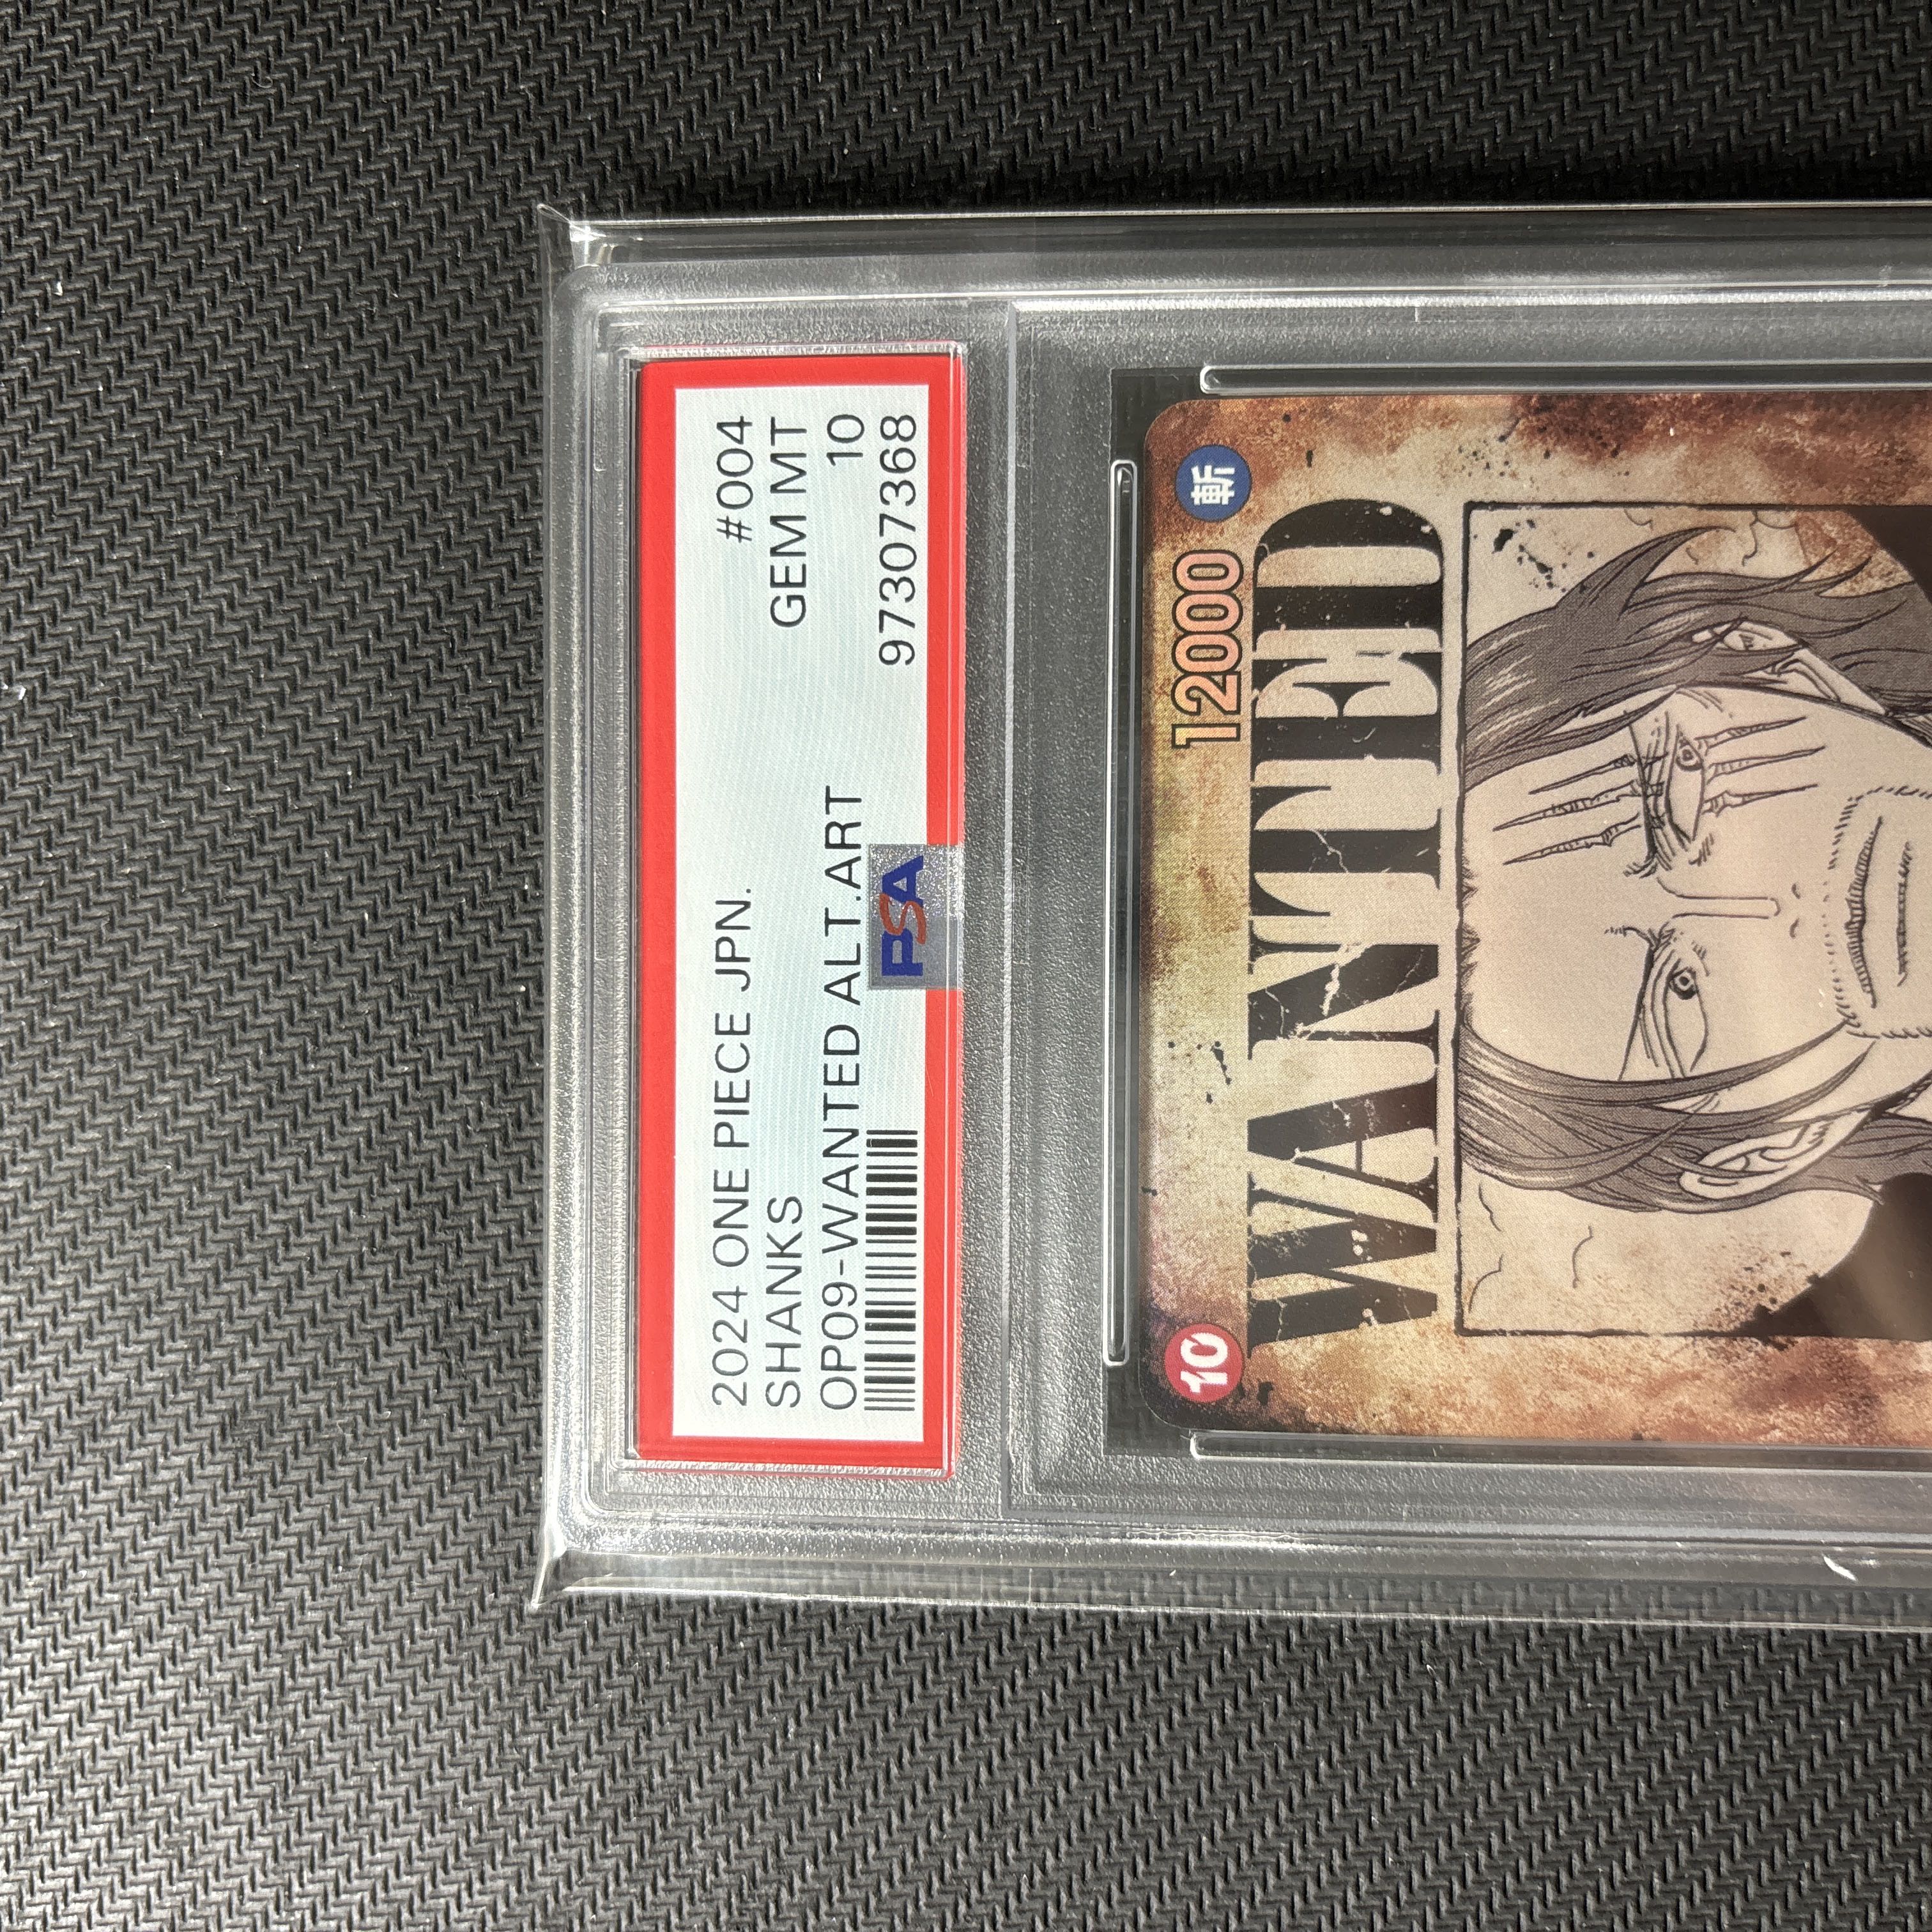 2024 ONE PIECE JPN. #004
SHANKS GEM MT
OP09-WANTED ALT.ART 10
97307368
PSA
10 12000 斬
WANTED